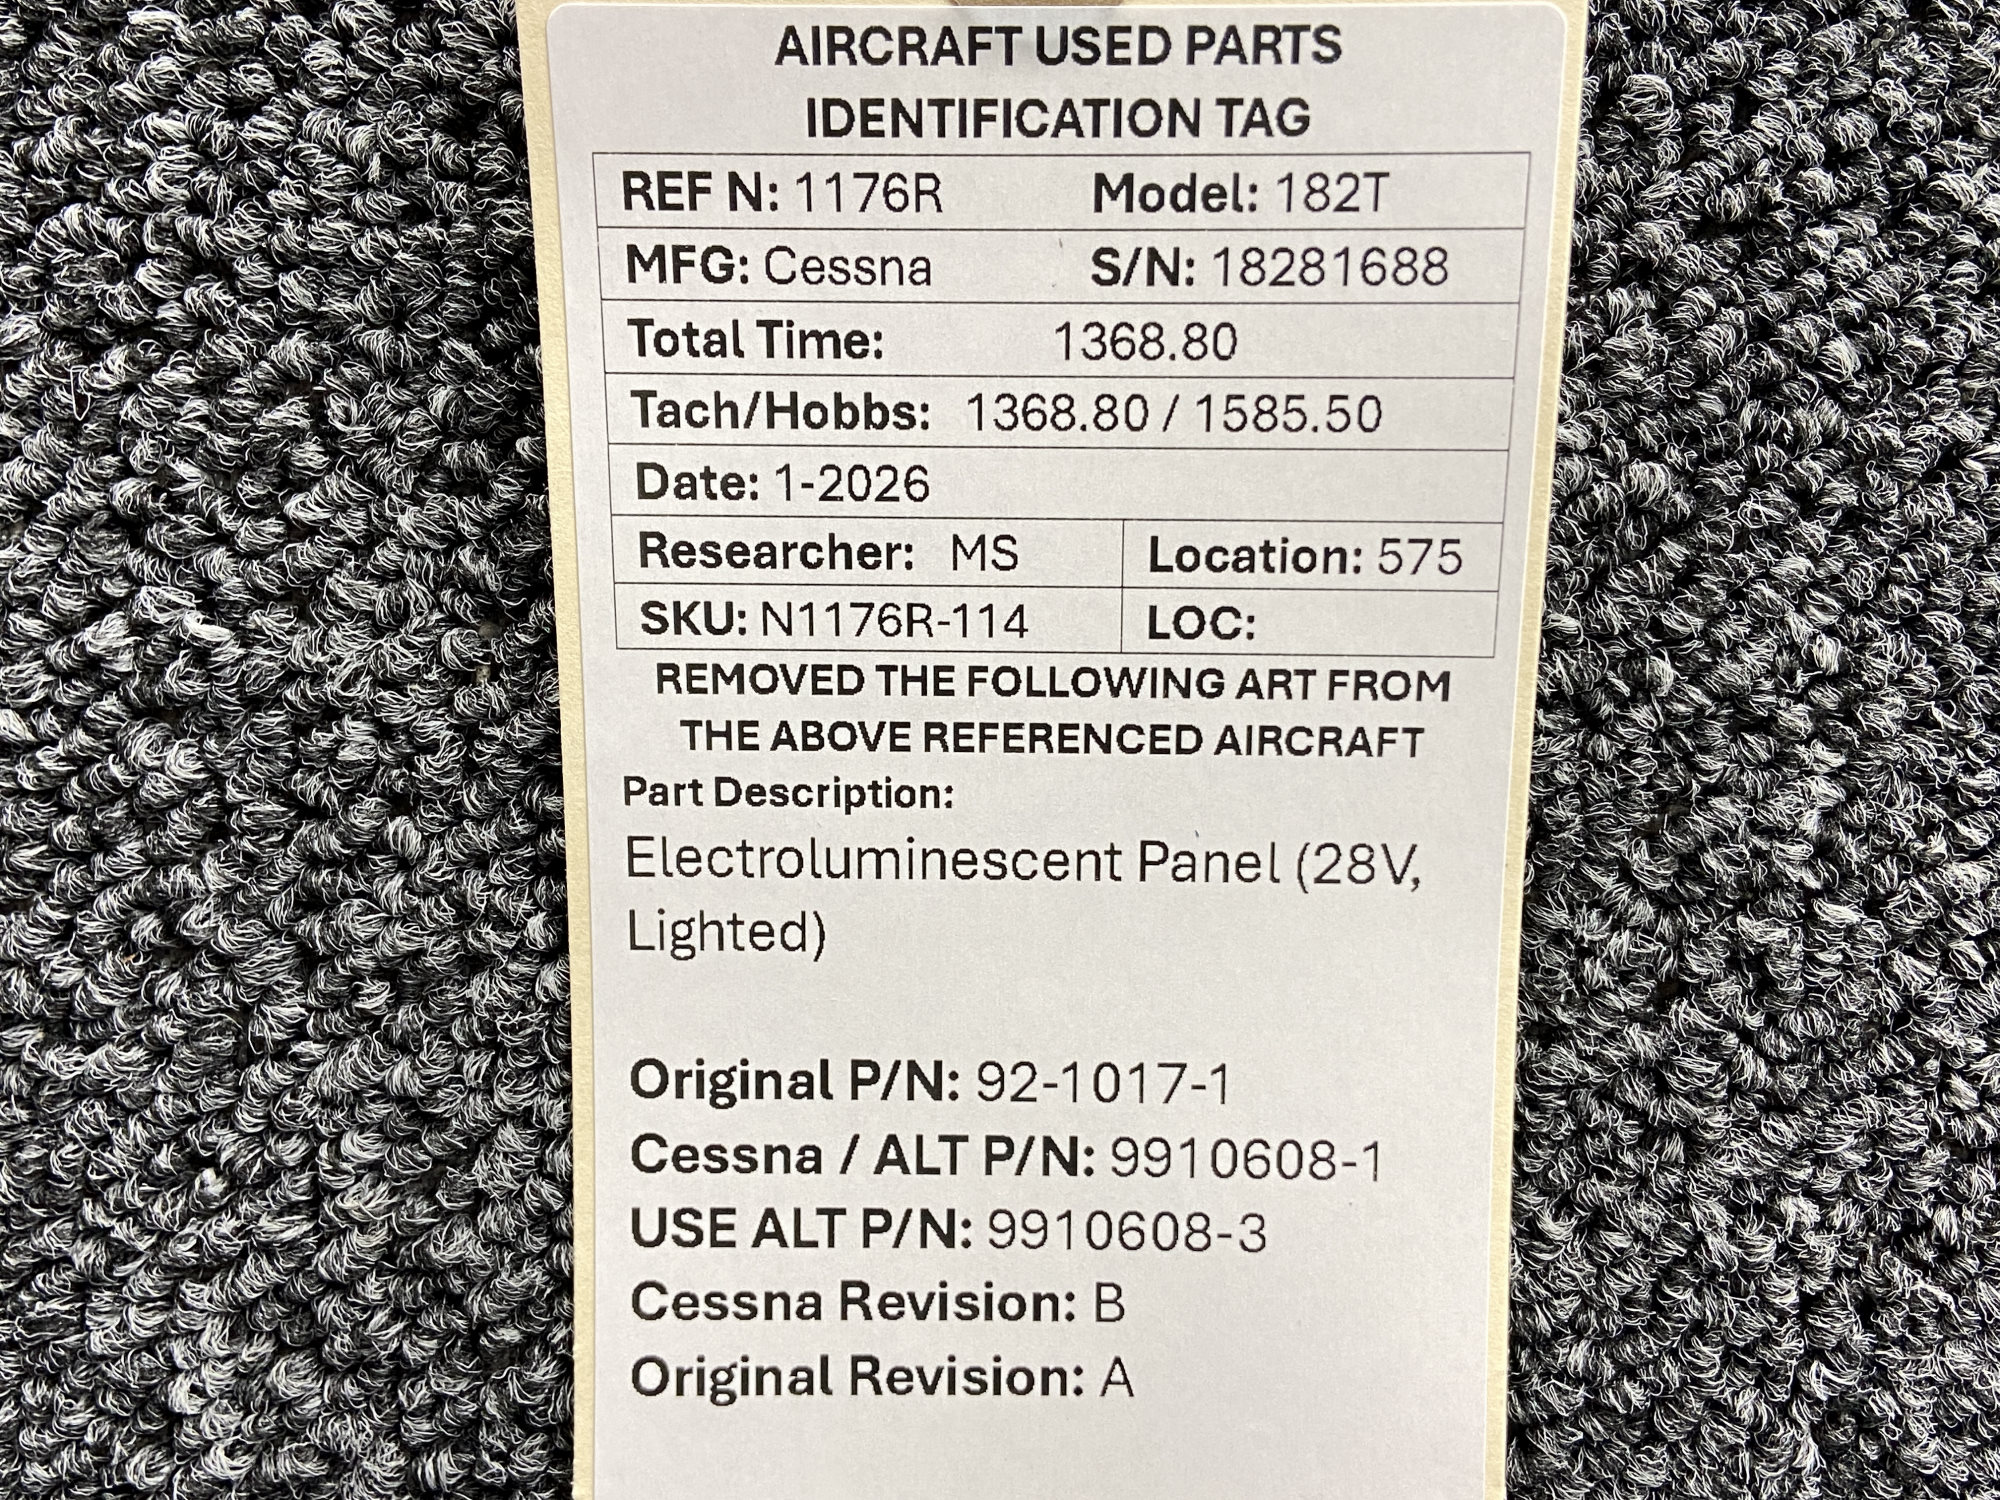 AIRCRAFT USED PARTS
IDENTIFICATION TAG
REF N: 1176R Model: 182T
MFG: Cessna S/N: 18281688
Total Time: 1368.80
Tach/Hobbs: 1368.80 / 1585.50
Date: 1-2026
Researcher: MS Location: 575
SKU: N1176R-114 LOC:
REMOVED THE FOLLOWING ART FROM
THE ABOVE REFERENCED AIRCRAFT
Part Description:
Electroluminescent Panel (28V,
Lighted)
Original P/N: 92-1017-1
Cessna / ALT P/N: 9910608-1
USE ALT P/N: 9910608-3
Cessna Revision: B
Original Revision: A